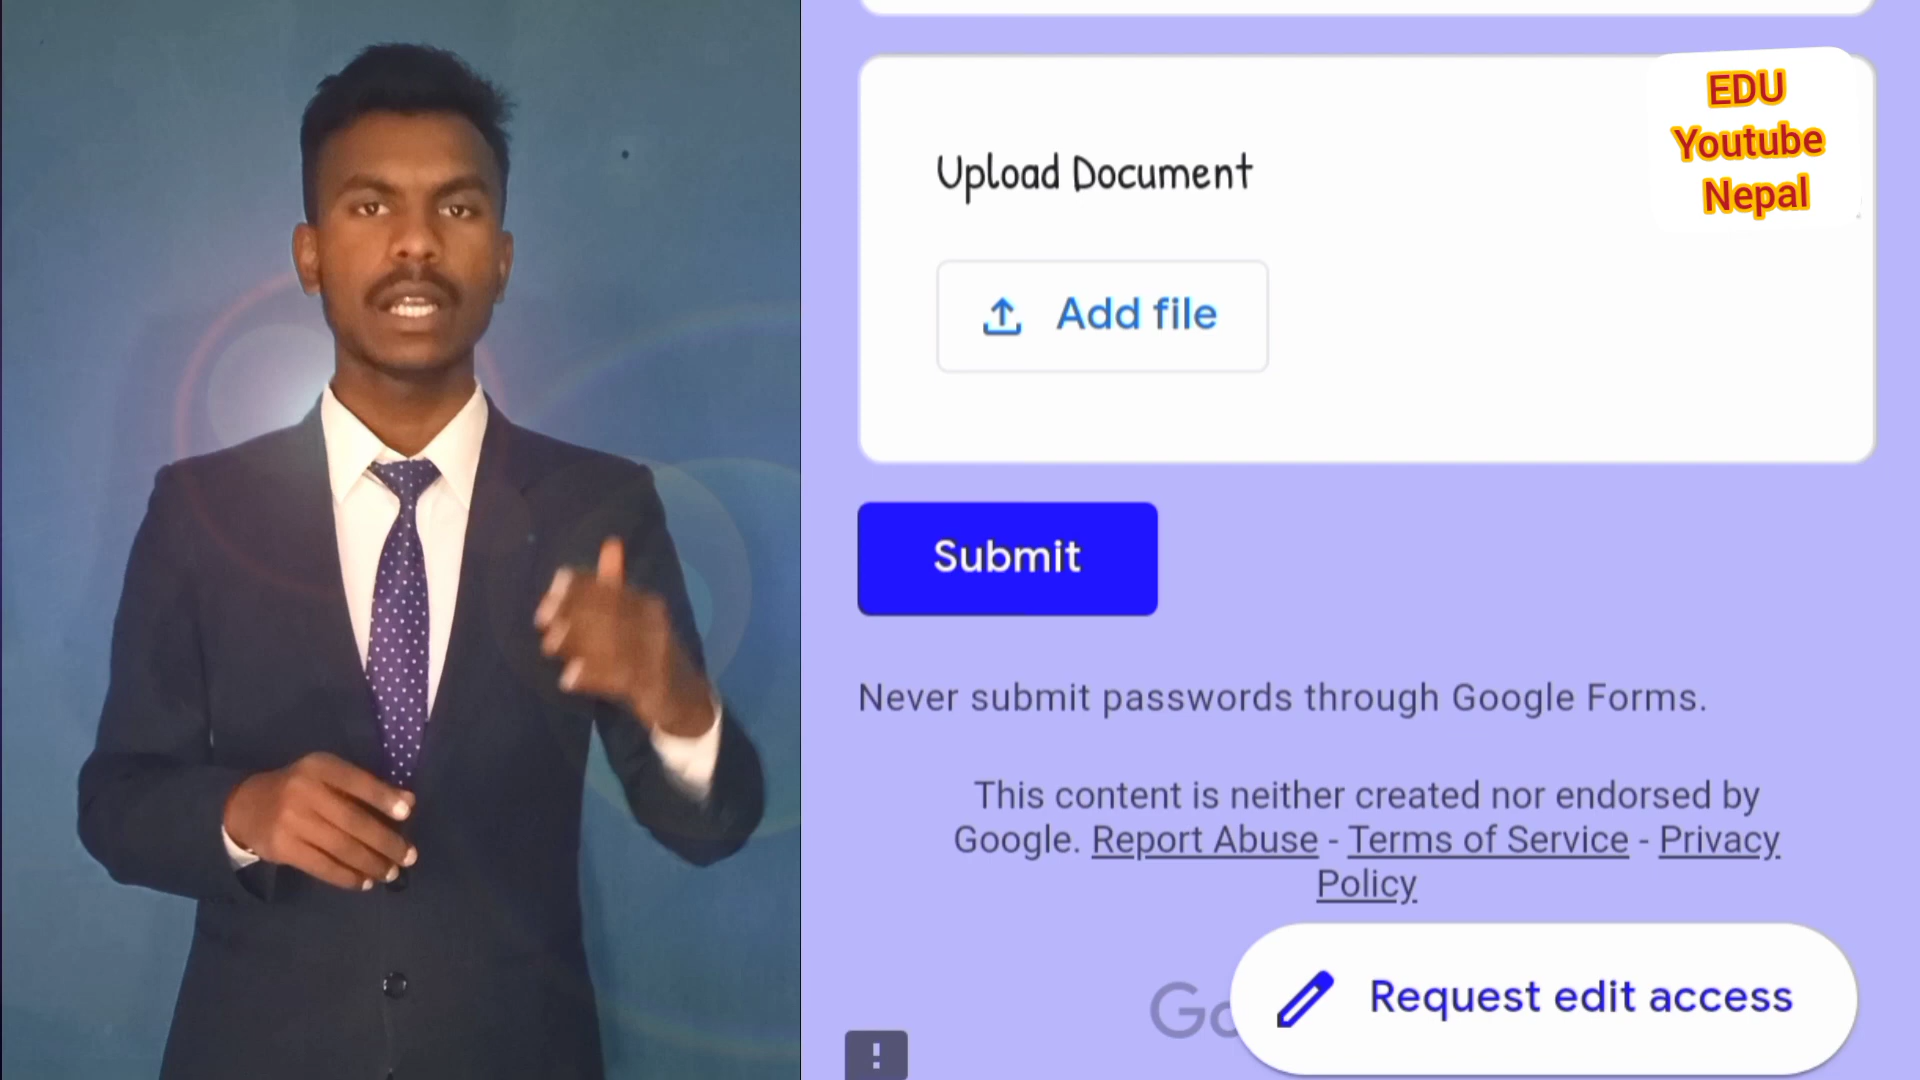 EDU
Youtube
Nepal
Upload Document
Add file
Submit
Never submit passwords through Google Forms.
This content is neither created nor endorsed by
Google. Report Abuse - Terms of Service - Privacy
Policy
Go
Request edit access
!